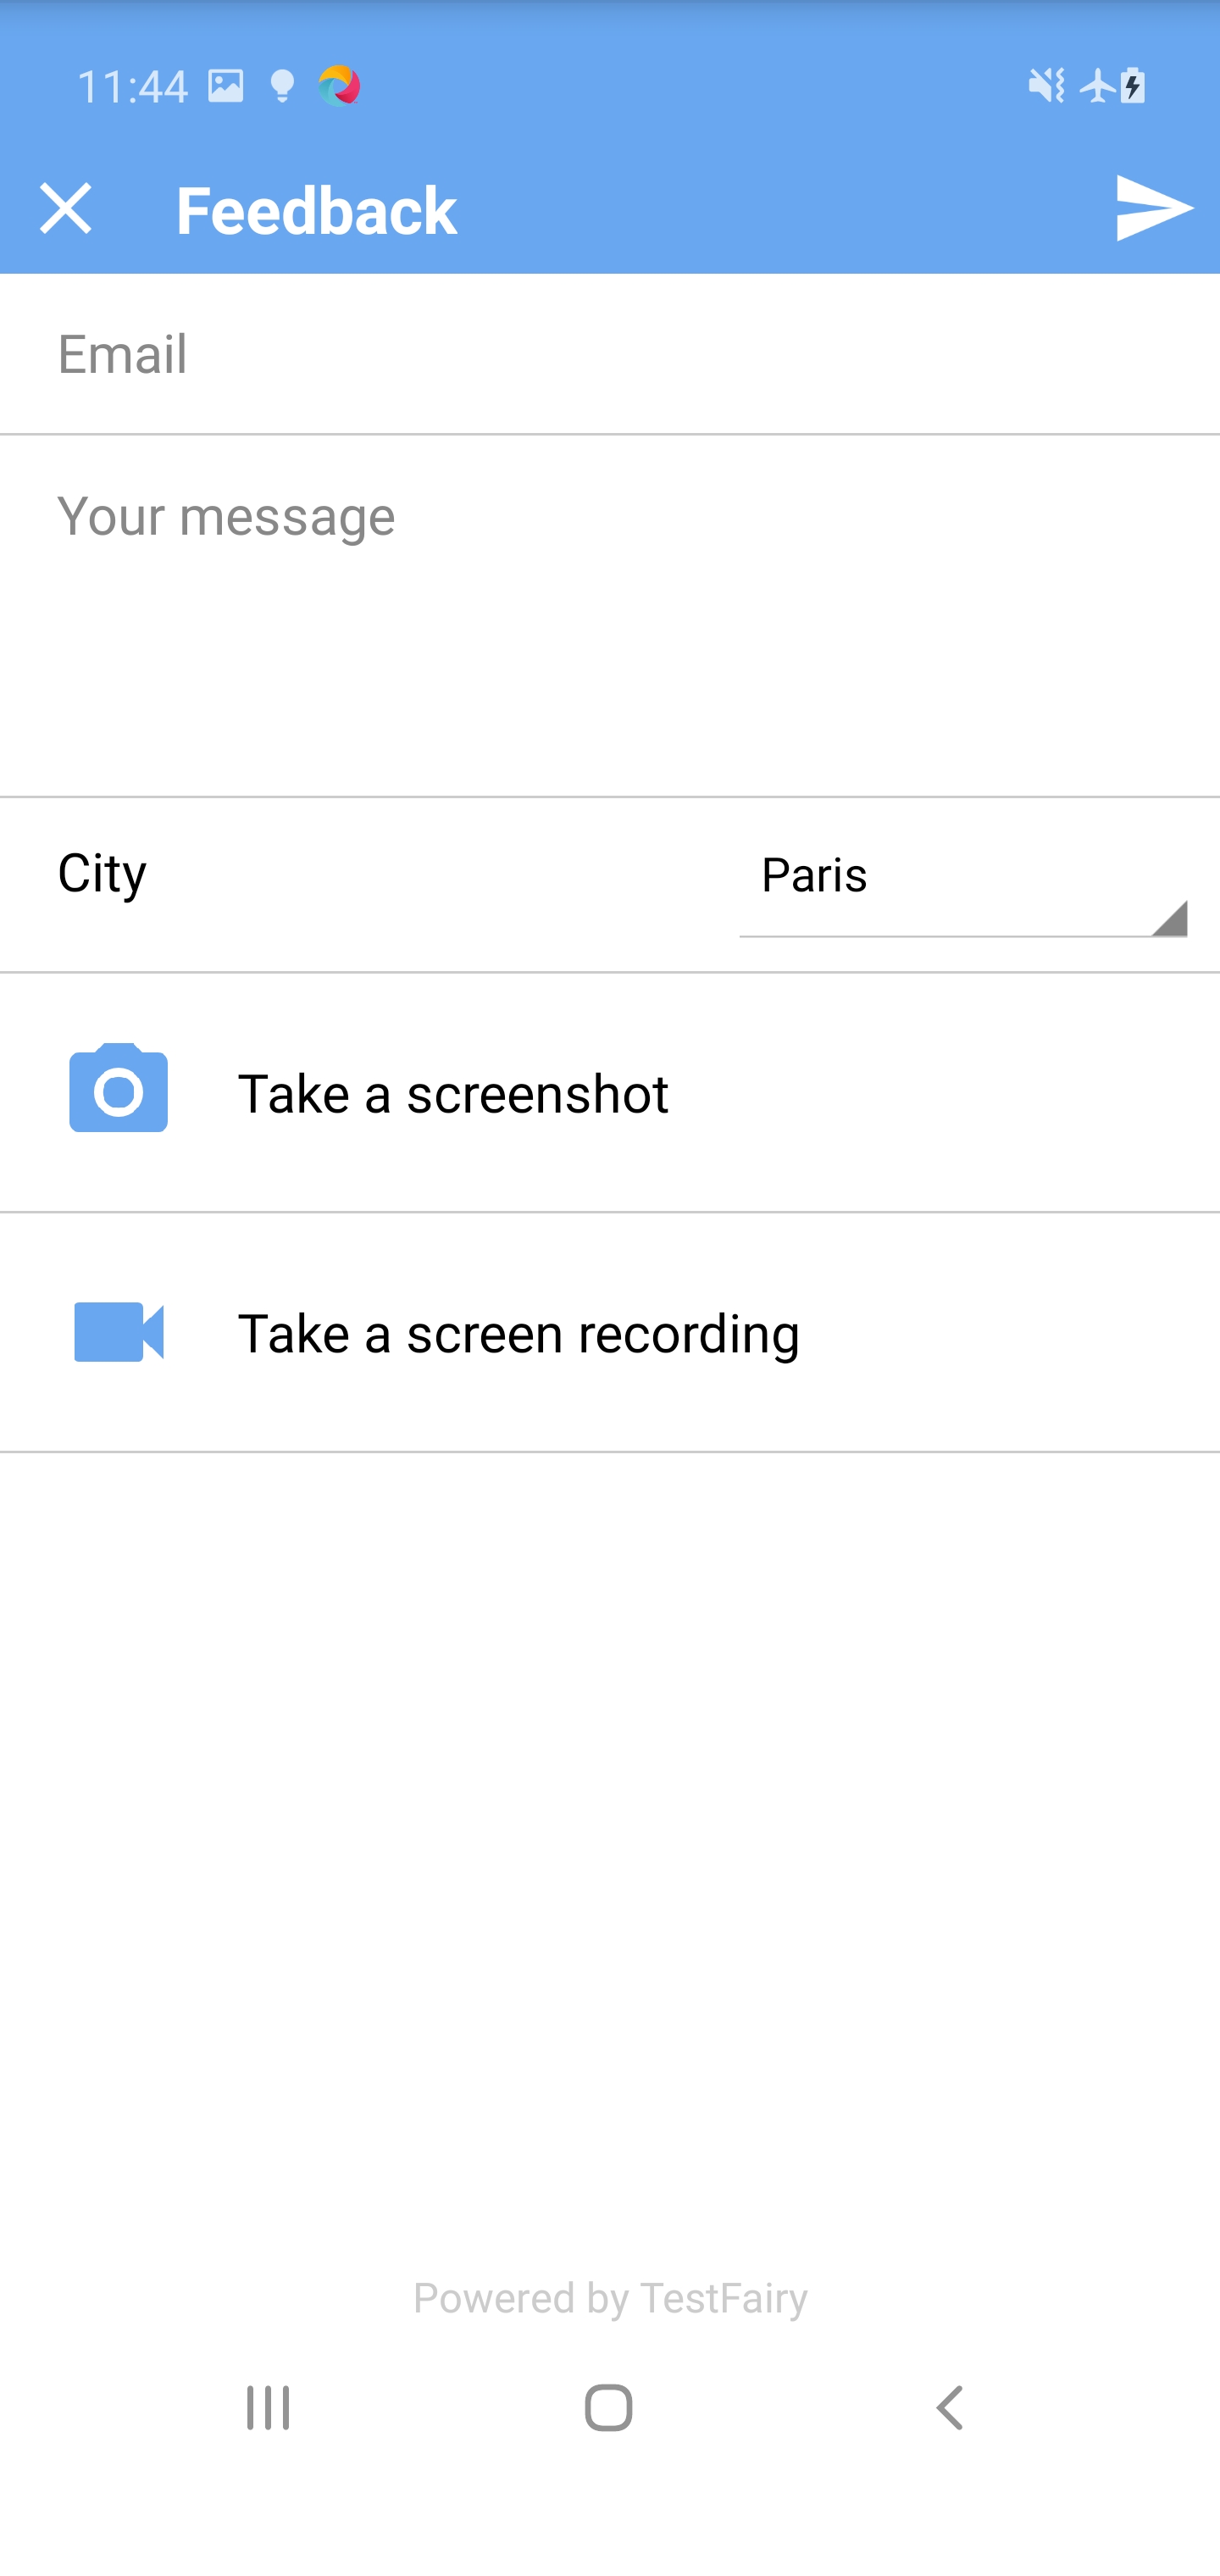 11:44
Feedback
Email
Your message
City
Paris
Take a screenshot
Take a screen recording
Powered by TestFairy